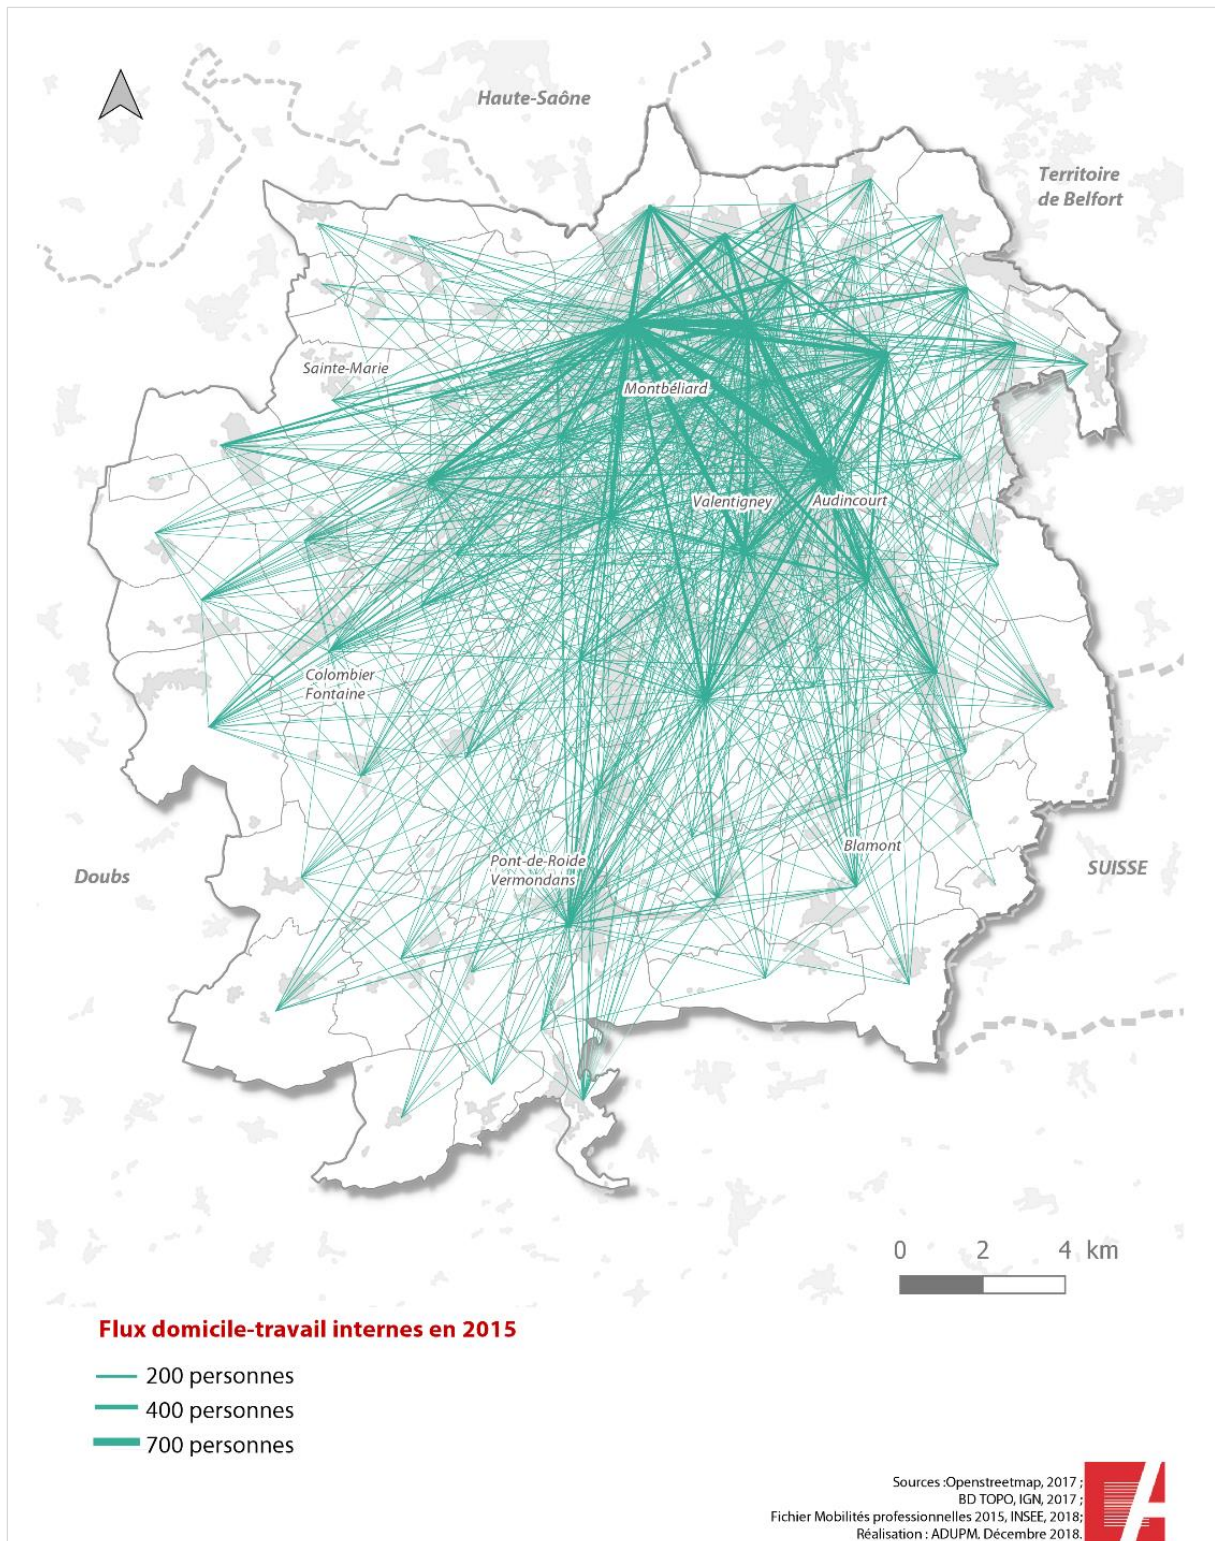 Haute-Saône
Territoire
de Belfort
Sainte-Marie
Montbéliard
Valentigney
Audincourt
Colombier
Fontaine
Pont-de-Roide
Vermondans
Blamont
Doubs
SUISSE
0 2 4 km
Flux domicile-travail internes en 2015
200 personnes
400 personnes
700 personnes
Sources :Openstreetmap, 2017 ;
BD TOPO, IGN, 2017 ;
Fichier Mobilités professionnelles 2015, INSEE, 2018;
Réalisation : ADUPM. Décembre 2018.